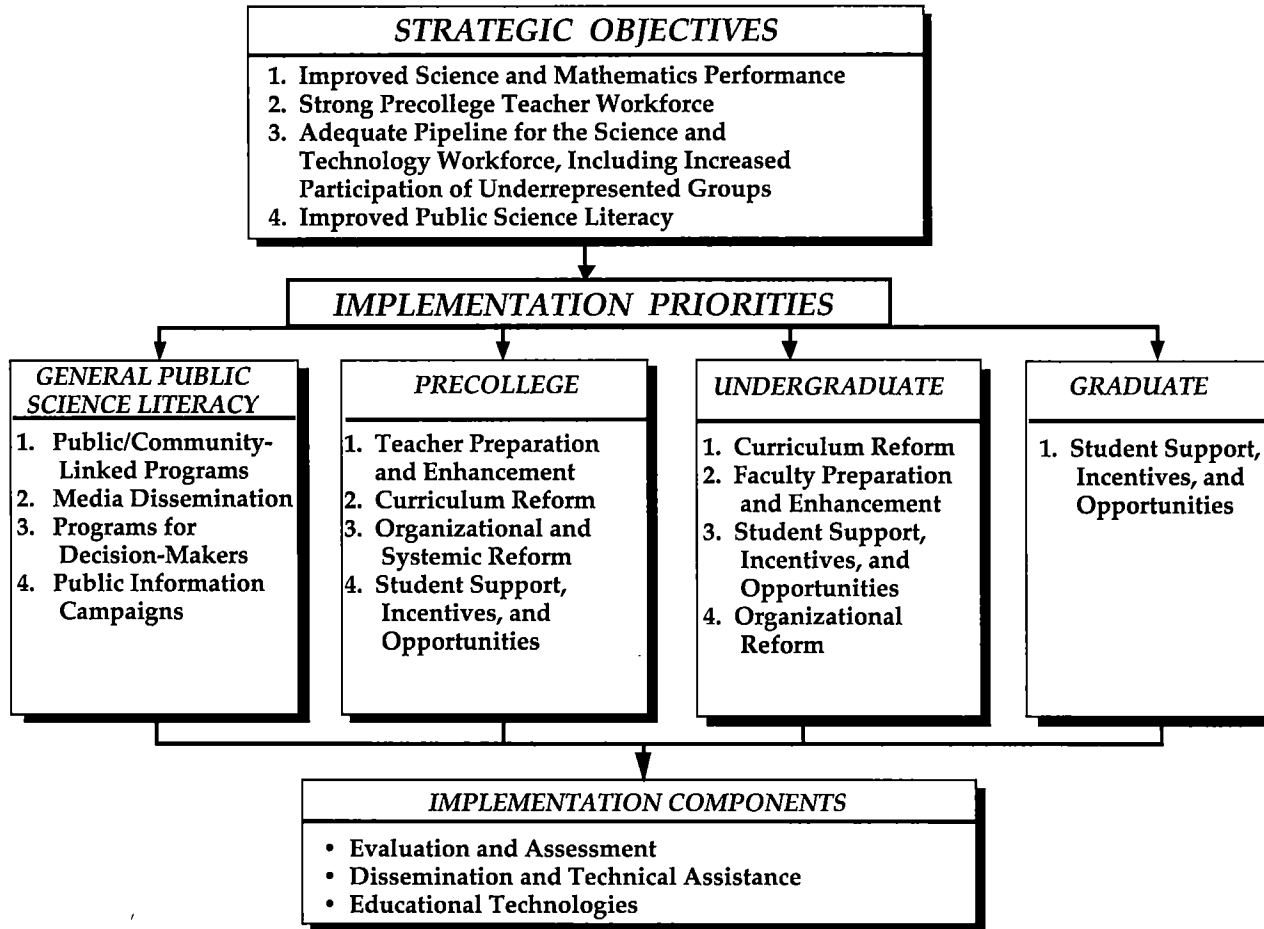 STRATEGIC OBJECTIVES
1. Improved Science and Mathematics Performance
2. Strong Precollege Teacher Workforce
3. Adequate Pipeline for the Science and
Technology Workforce, Including Increased
Participation of Underrepresented Groups
4. Improved Public Science Literacy
IMPLEMENTATION PRIORITIES
GENERAL PUBLIC
SCIENCE LITERACY
1. Public/Community-
Linked Programs
2. Media Dissemination
3. Programs for
Decision-Makers
4. Public Information
Campaigns
PRECOLLEGE
1. Teacher Preparation
and Enhancement
2. Curriculum Reform
3. Organizational and
Systemic Reform
4. Student Support,
Incentives, and
Opportunities
UNDERGRADUATE
1. Curriculum Reform
2. Faculty Preparation
and Enhancement
3. Student Support,
Incentives, and
Opportunities
4. Organizational
Reform
GRADUATE
1. Student Support,
Incentives, and
Opportunities
IMPLEMENTATION COMPONENTS
• Evaluation and Assessment
• Dissemination and Technical Assistance
• Educational Technologies